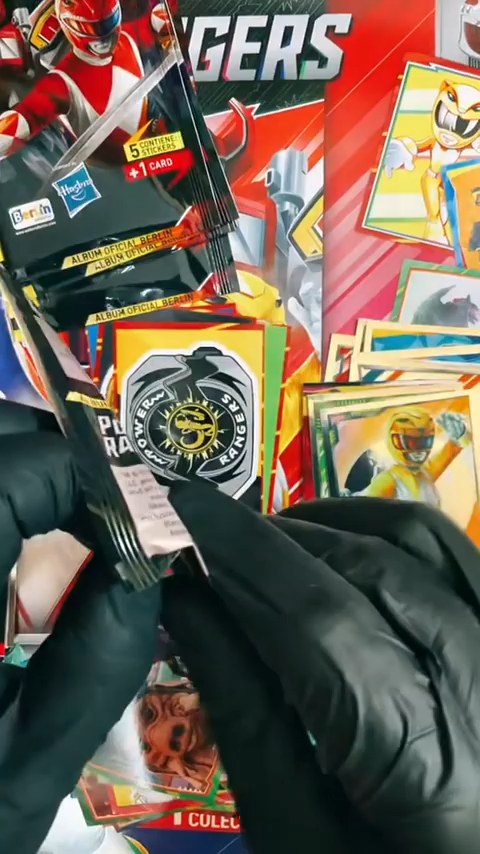 GERS
5 CONTIENE:
STICKERS
+1 CARD
Hasbro
Berlin
ALBUM OFICIAL BERLIN
ALBUM OFICIAL BERLIN
ALBUM OFICIAL BERLIN
POWER
RANGERS
1 COLEC